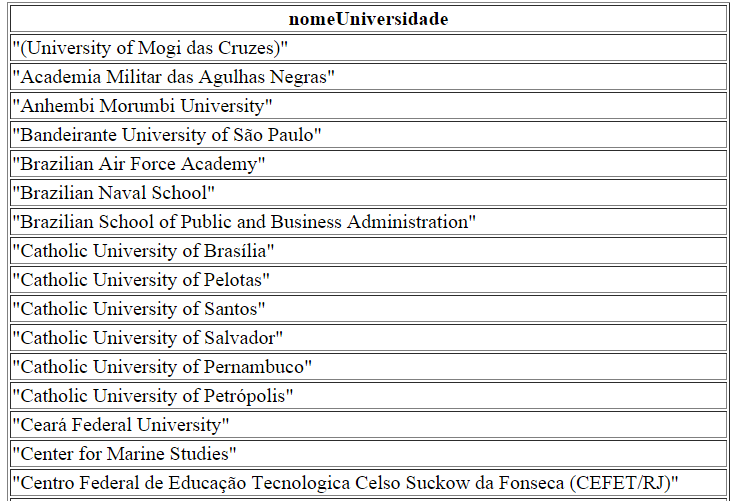 nomeUniversidade
"(University of Mogi das Cruzes)"
"Academia Militar das Agulhas Negras"
"Anhembi Morumbi University"
"Bandeirante University of São Paulo"
"Brazilian Air Force Academy"
"Brazilian Naval School"
"Brazilian School of Public and Business Administration"
"Catholic University of Brasília"
"Catholic University of Pelotas"
"Catholic University of Santos"
"Catholic University of Salvador"
"Catholic University of Pernambuco"
"Catholic University of Petrópolis"
"Ceará Federal University"
"Center for Marine Studies"
"Centro Federal de Educação Tecnologica Celso Suckow da Fonseca (CEFET/RJ)"